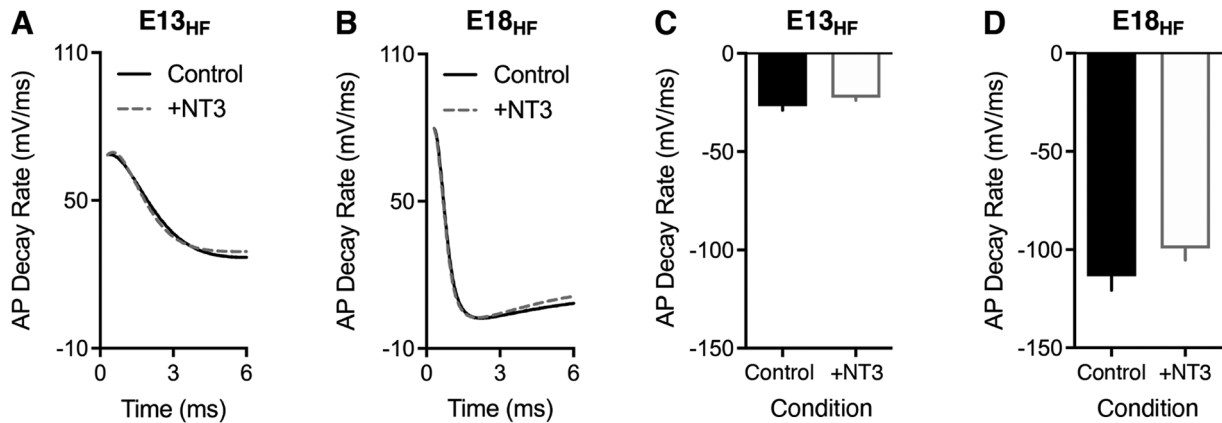 A
E13HF
AP Decay Rate (mV/ms)
110
50
-10
Control
+NT3
0
3
6
Time (ms)
B
E18HF
AP Decay Rate (mV/ms)
110
50
-10
Control
+NT3
0
3
6
Time (ms)
C
E13HF
AP Decay Rate (mV/ms)
0
-50
-100
-150
Control +NT3
Condition
D
E18HF
AP Decay Rate (mV/ms)
0
-50
-100
-150
Control +NT3
Condition